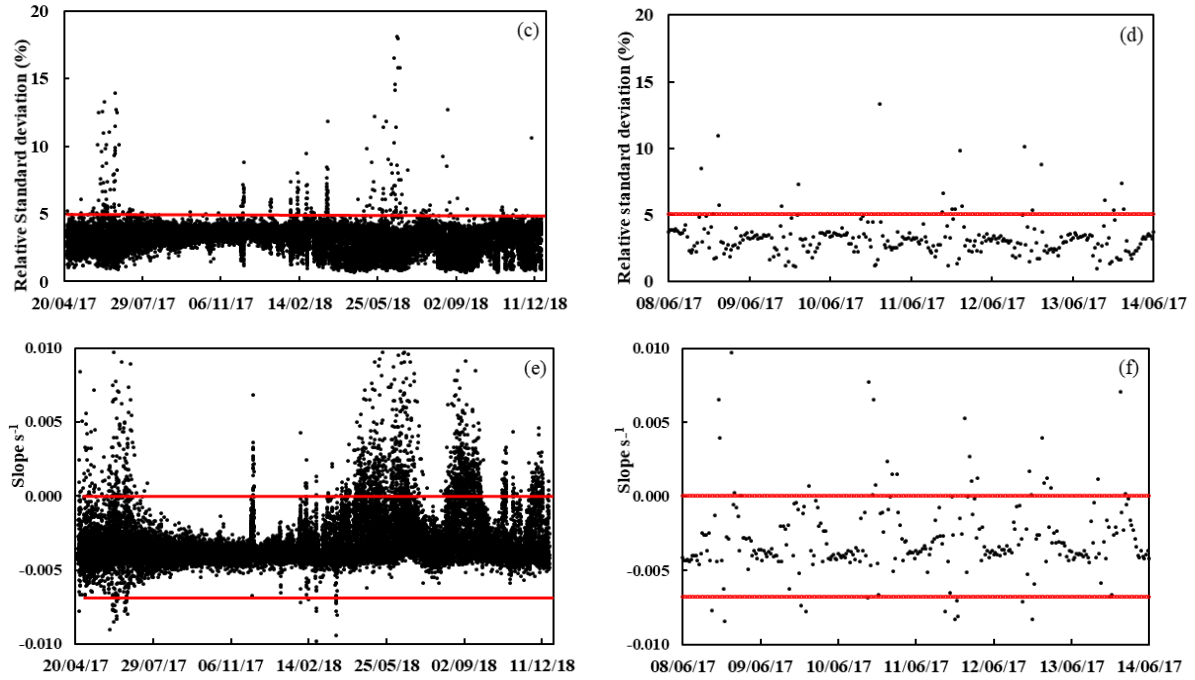 20
(c)
15
10
5
0
Relative Standard deviation (%)
20/04/17 29/07/17 06/11/17 14/02/18 25/05/18 02/09/18 11/12/18
20
(d)
15
10
5
0
Relative standard deviation (%)
08/06/17 09/06/17 10/06/17 11/06/17 12/06/17 13/06/17 14/06/17
0.010
(e)
0.005
0.000
-0.005
-0.010
Slope s-1
20/04/17 29/07/17 06/11/17 14/02/18 25/05/18 02/09/18 11/12/18
0.010
(f)
0.005
0.000
-0.005
-0.010
Slope s-1
08/06/17 09/06/17 10/06/17 11/06/17 12/06/17 13/06/17 14/06/17